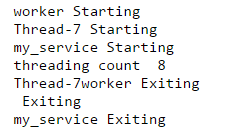 worker Starting
Thread-7 Starting
my_service Starting
threading count  8
Thread-7worker Exiting
 Exiting
my_service Exiting